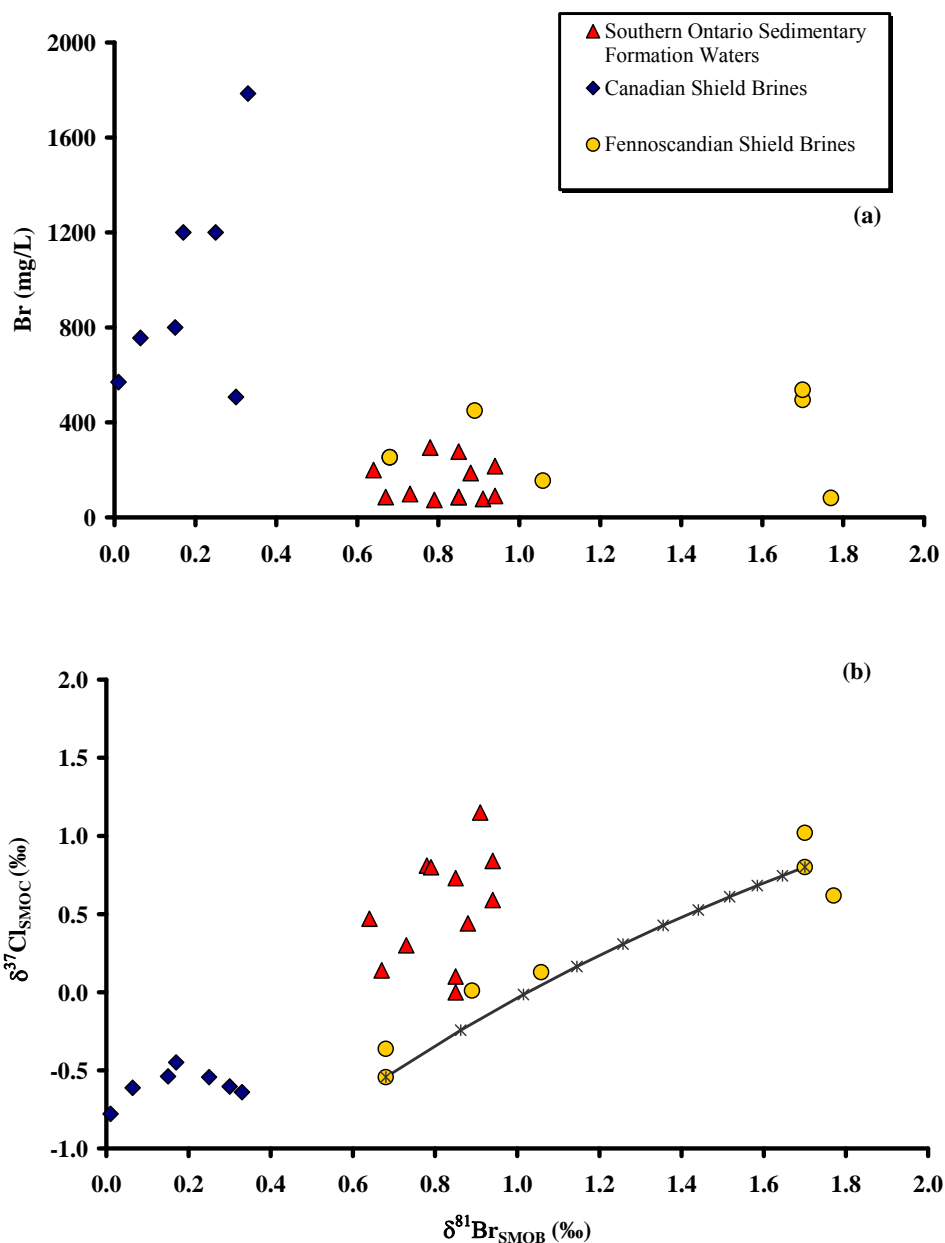 Southern Ontario Sedimentary
Formation Waters
Canadian Shield Brines
Fennoscandian Shield Brines
(a)
Br (mg/L)
2000
1600
1200
800
400
0
0.0 0.2 0.4 0.6 0.8 1.0 1.2 1.4 1.6 1.8 2.0
(b)
δ37ClSMOC (‰)
2.0
1.5
1.0
0.5
0.0
-0.5
-1.0
0.0 0.2 0.4 0.6 0.8 1.0 1.2 1.4 1.6 1.8 2.0
δ81BrSMOB (‰)